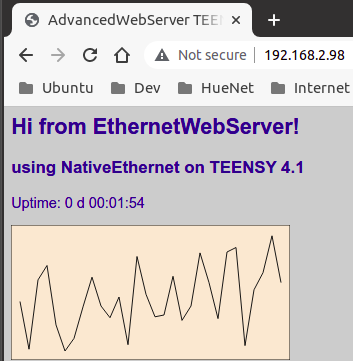 AdvancedWebServer TEEN
Not secure 192.168.2.98
Ubuntu Dev HueNet Internet
Hi from EthernetWebServer!
using NativeEthernet on TEENSY 4.1
Uptime: 0 d 00:01:54